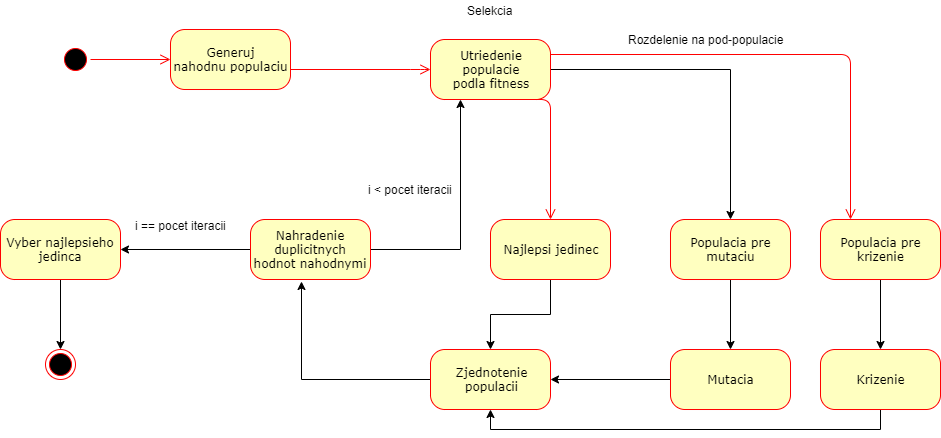 Selekcia
Generuj
nahodnu populaciu
Utriedenie
populacie
podla fitness
Rozdelenie na pod-populacie
i < pocet iteracii
i == pocet iteracii
Vyber najlepsieho
jedinca
Nahradenie
duplicitnych
hodnot nahodnymi
Najlepsi jedinec
Populacia pre
mutaciu
Populacia pre
krizenie
Zjednotenie
populacii
Mutacia
Krizenie